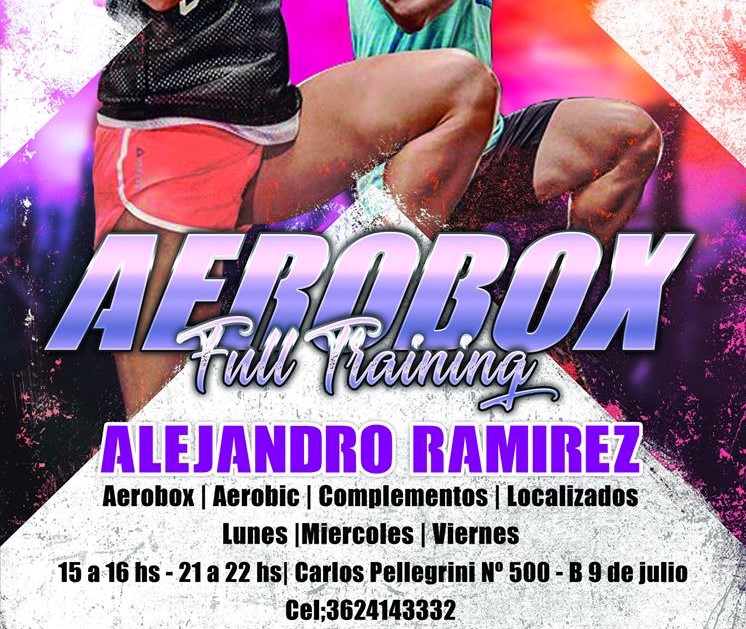 AEROBOX
Full Training
ALEJANDRO RAMIREZ
Aerobox | Aerobic | Complementos | Localizados
Lunes |Miercoles | Viernes
15 a 16 hs - 21 a 22 hs| Carlos Pellegrini Nº 500 - B 9 de julio
Cel;3624143332